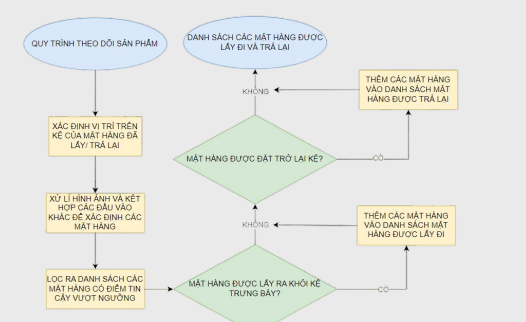 QUY TRÌNH THEO DÕI SẢN PHẨM
XÁC ĐỊNH VỊ TRÍ TRÊN
KỆ CỦA MẶT HÀNG ĐÃ
LẤY/ TRẢ LẠI
XỬ LÍ HÌNH ẢNH VÀ KẾT
HỢP CÁC ĐẦU VÀO
KHÁC ĐỂ XÁC ĐỊNH CÁC
MẶT HÀNG
LỌC RA DANH SÁCH CÁC
MẶT HÀNG CÓ ĐIỂM TIN
CẬY VƯỢT NGƯỠNG
MẶT HÀNG ĐƯỢC LẤY RA KHỎI KỆ
TRƯNG BÀY?
CÓ
THÊM CÁC MẶT HÀNG
VÀO DANH SÁCH MẶT
HÀNG ĐƯỢC LẤY ĐI
KHÔNG
MẶT HÀNG ĐƯỢC ĐẶT TRỞ LẠI KỆ?
CÓ
THÊM CÁC MẶT HÀNG
VÀO DANH SÁCH MẶT
HÀNG ĐƯỢC TRẢ LẠI
KHÔNG
DANH SÁCH CÁC MẶT HÀNG ĐƯỢC
LẤY ĐI VÀ TRẢ LẠI